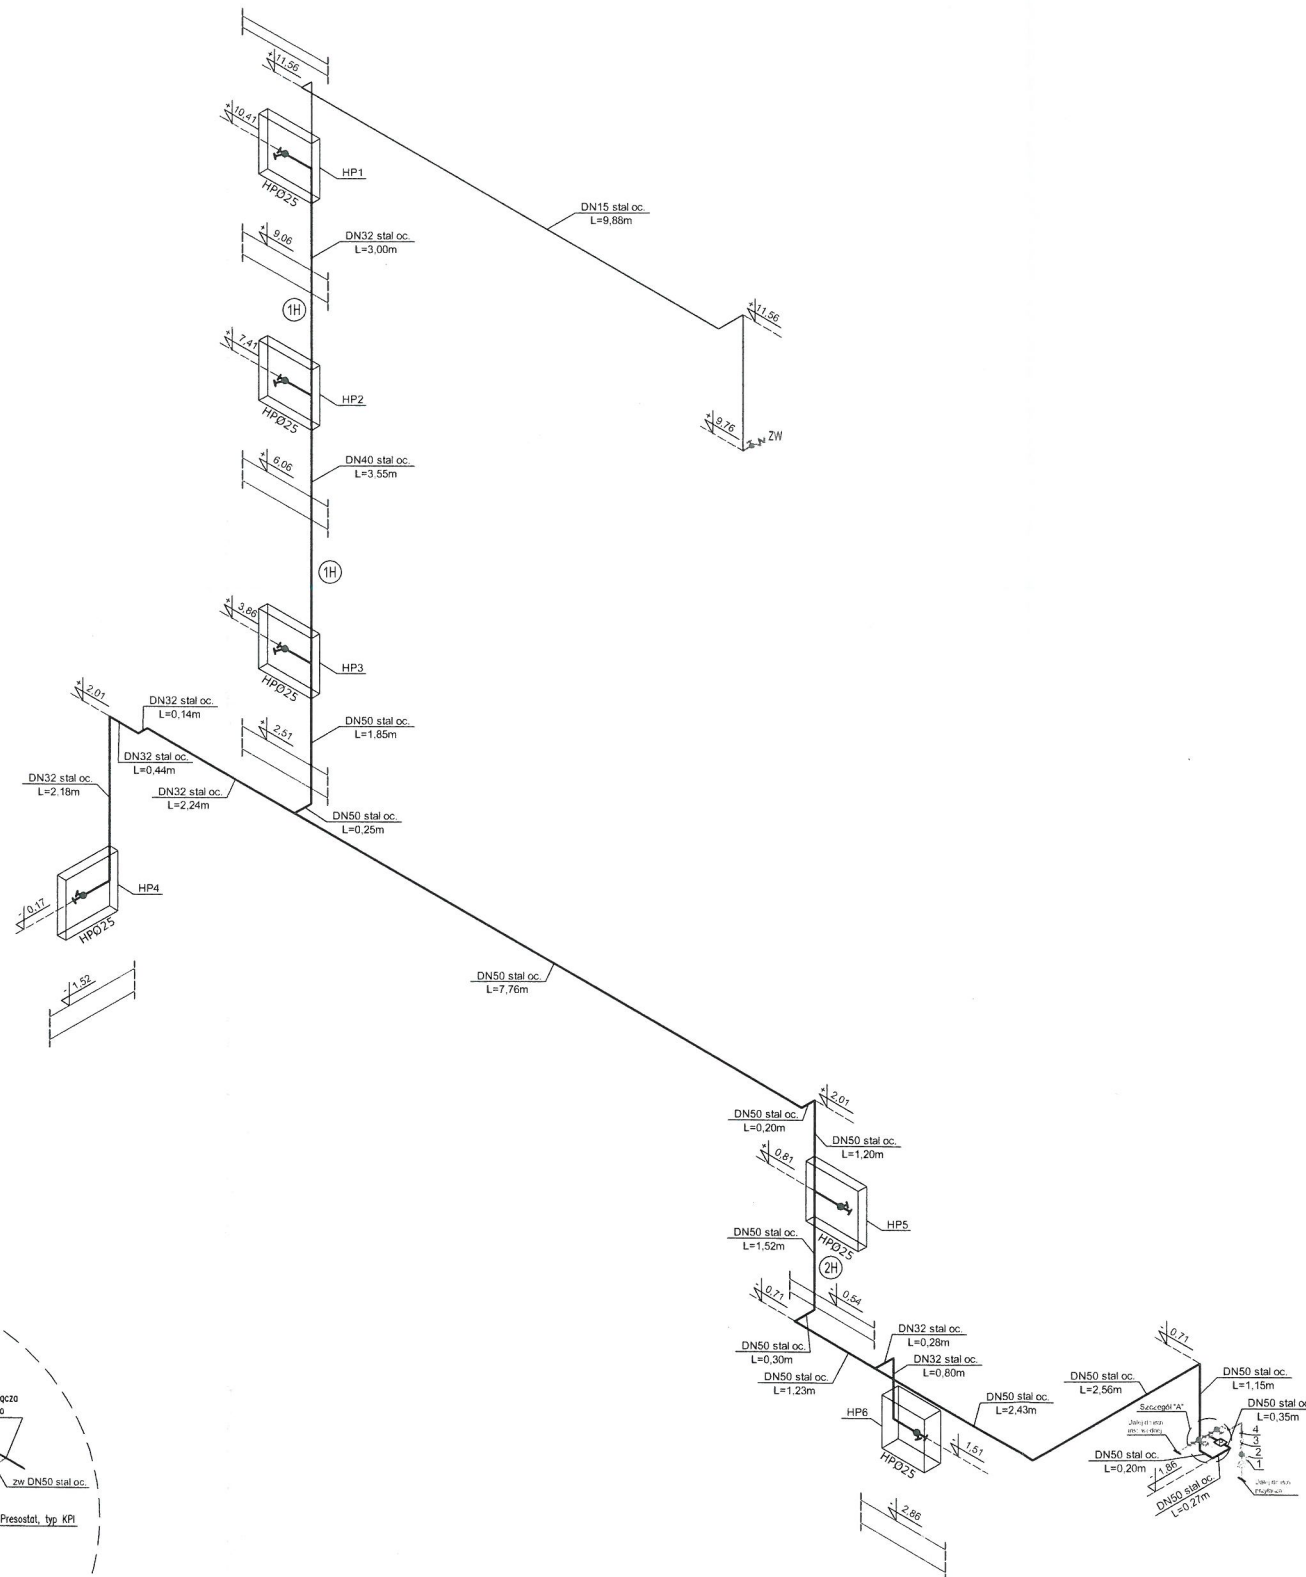 +11,56
+10,41
HP1
HPØ25
DN15 stal oc.
L=9,88m
+9,06
DN32 stal oc.
L=3,00m
1H
+11,56
+7,41
HP2
HPØ25
+9,76
ZW
+6,06
DN40 stal oc.
L=3,55m
1H
+3,86
HP3
HPØ25
+2,01
DN32 stal oc.
L=0,14m
+2,51
DN50 stal oc.
L=1,85m
DN32 stal oc.
L=0,44m
DN32 stal oc.
L=2,18m
DN32 stal oc.
L=2,24m
DN50 stal oc.
L=0,25m
HP4
-0,17
HPØ25
-1,52
DN50 stal oc.
L=7,76m
+2,01
DN50 stal oc.
L=0,20m
DN50 stal oc.
L=1,20m
+0,81
HP5
HPØ25
DN50 stal oc.
L=1,52m
2H
-0,71
-0,54
DN50 stal oc.
L=0,30m
DN32 stal oc.
L=0,28m
DN32 stal oc.
L=0,80m
DN50 stal oc.
L=1,23m
-0,71
DN50 stal oc.
L=1,15m
DN50 stal oc.
L=2,56m
DN50 stal oc.
L=2,43m
DN50 stal oc
L=0,35m
Szczegół "A"
HP6
HPØ25
-1,51
4
3
2
1
DN50 stal oc.
L=0,20m
-1,86
DN50 stal oc.
L=0,27m
-2,86
zw DN50 stal oc.
Presostat, typ KPI